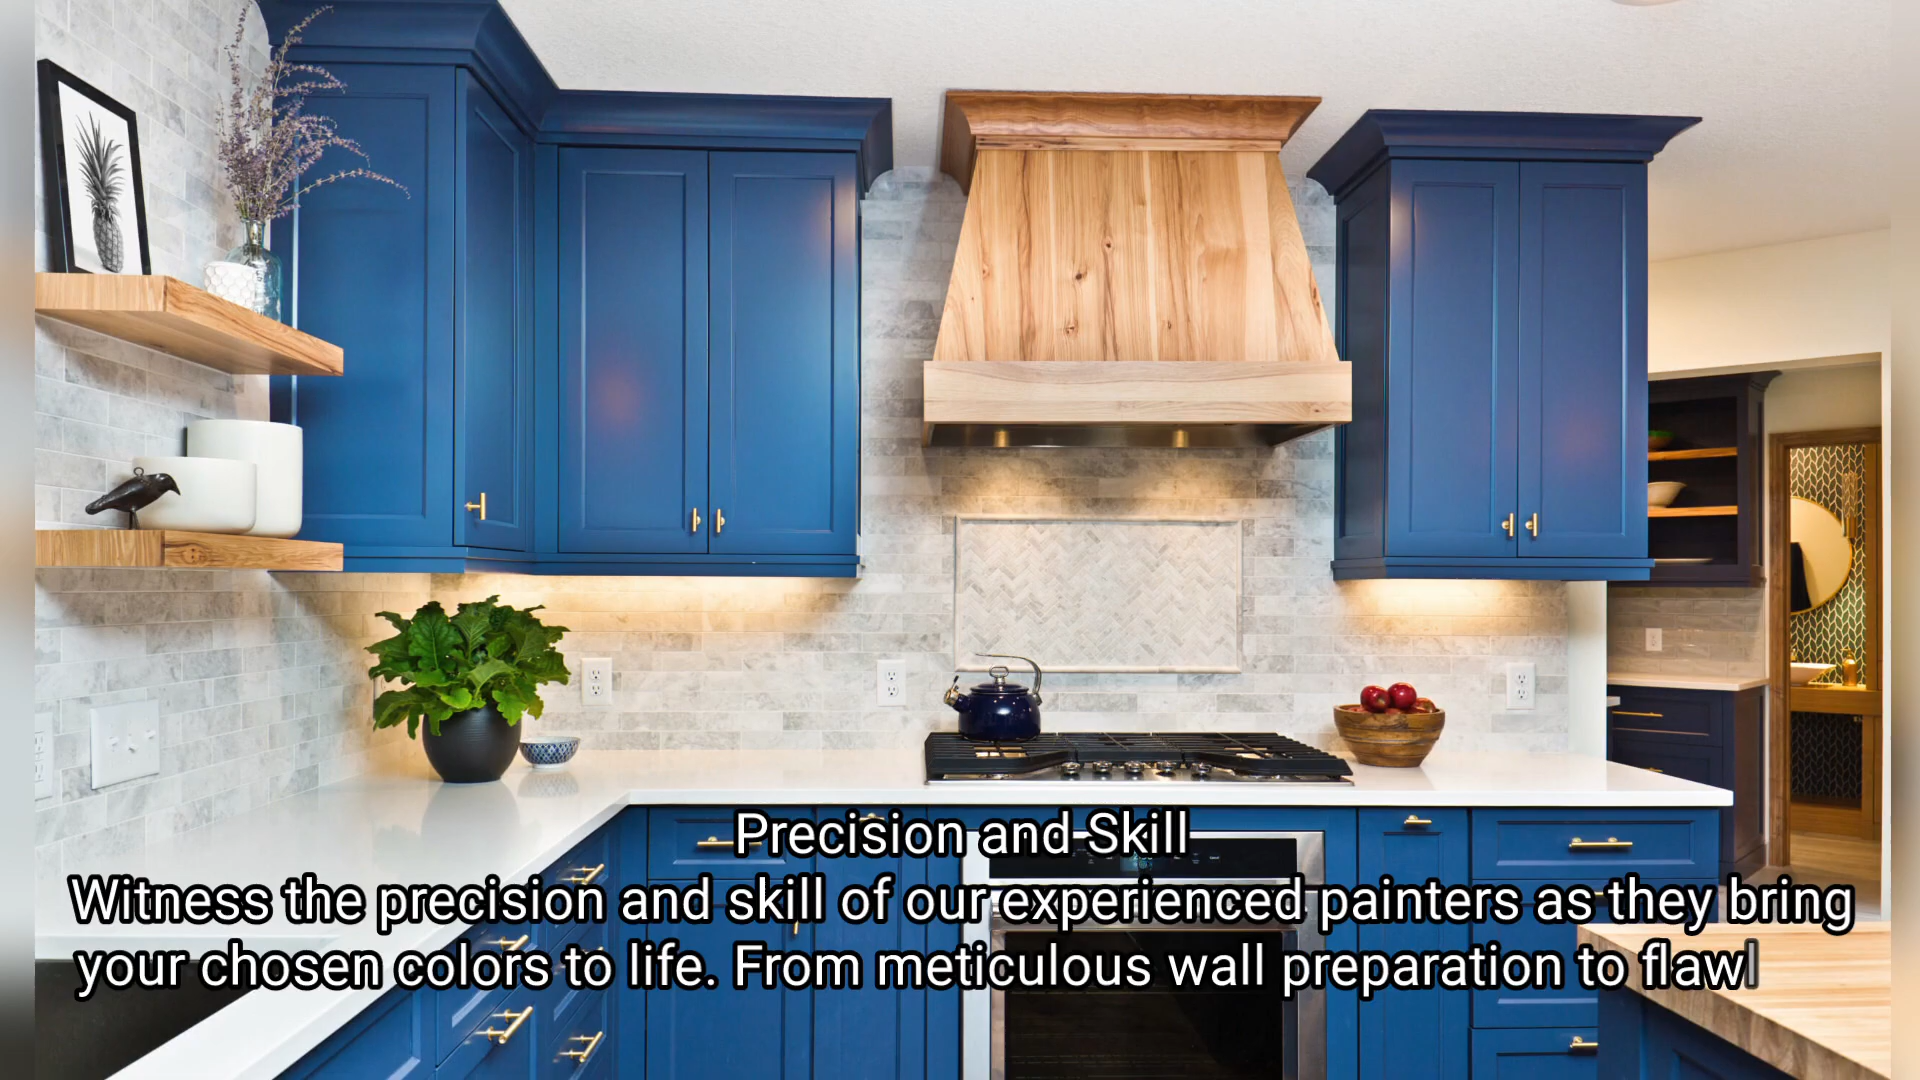 Precision and Skill
Witness the precision and skill of our experienced painters as they bring
your chosen colors to life. From meticulous wall preparation to flawl